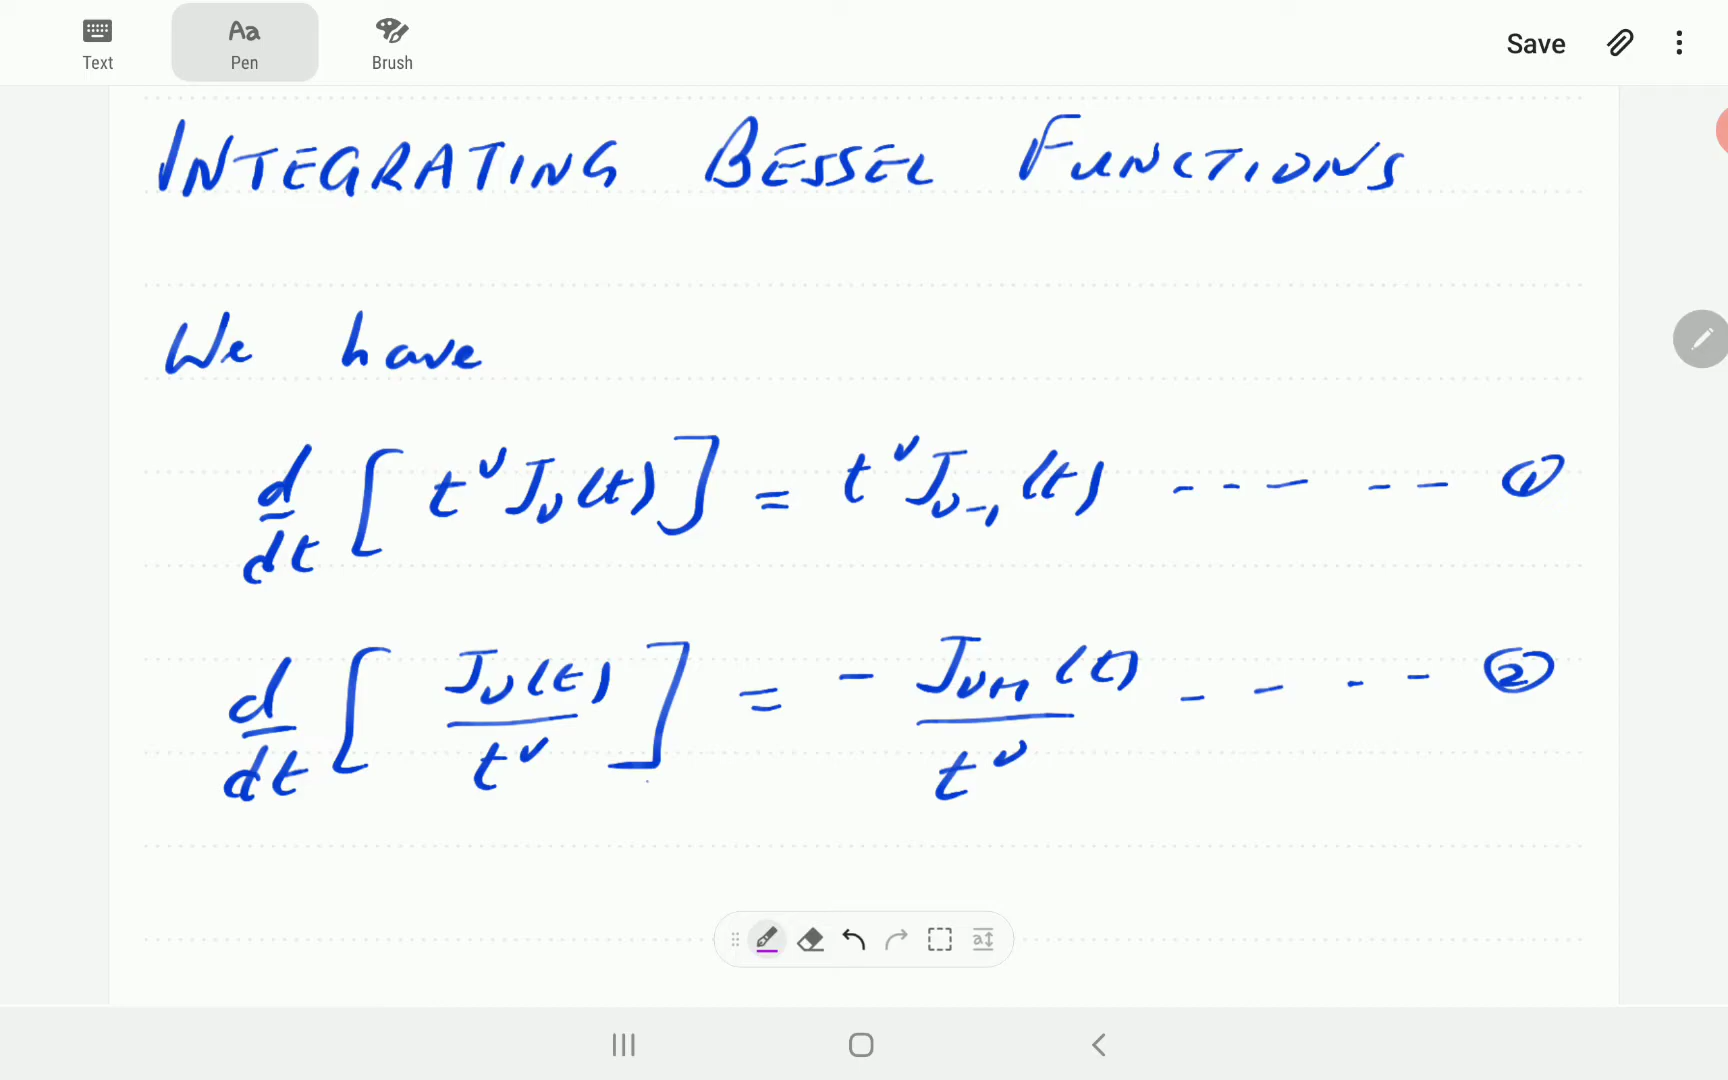 Text Aa Pen Brush Save
INTEGRATING BESSEL FUNCTIONS
We have
d/dt [ t^ν J_ν(t) ] = t^ν J_{ν-1}(t) - - - - - ①
d/dt [ J_ν(t) / t^ν ] = - J_{ν+1}(t) / t^ν - - - - ②